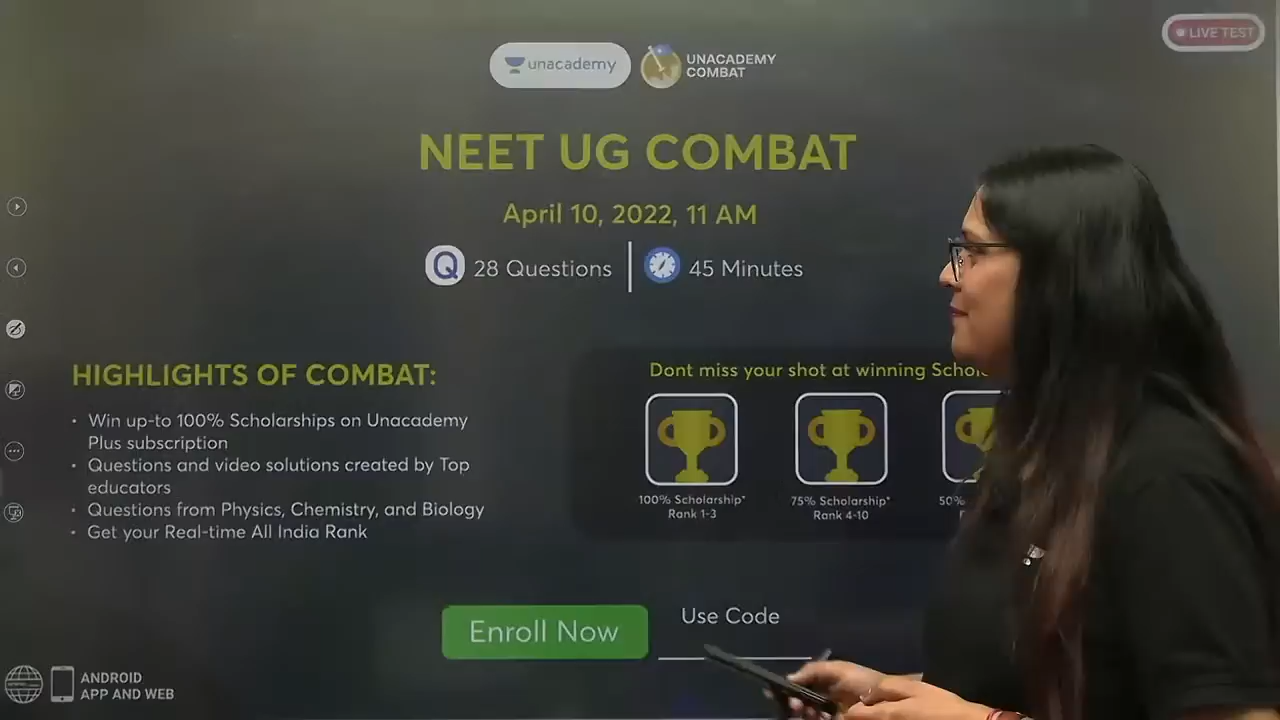 LIVE TEST
unacademy
UNACADEMY
COMBAT
NEET UG COMBAT
April 10, 2022, 11 AM
Q 28 Questions
45 Minutes
HIGHLIGHTS OF COMBAT:
• Win up-to 100% Scholarships on Unacademy
Plus subscription
• Questions and video solutions created by Top
educators
• Questions from Physics, Chemistry, and Biology
• Get your Real-time All India Rank
Dont miss your shot at winning
100% Scholarship*
Rank 1-3
75% Scholarship*
Rank 4-10
50%
Enroll Now
Use Code
ANDROID
APP AND WEB